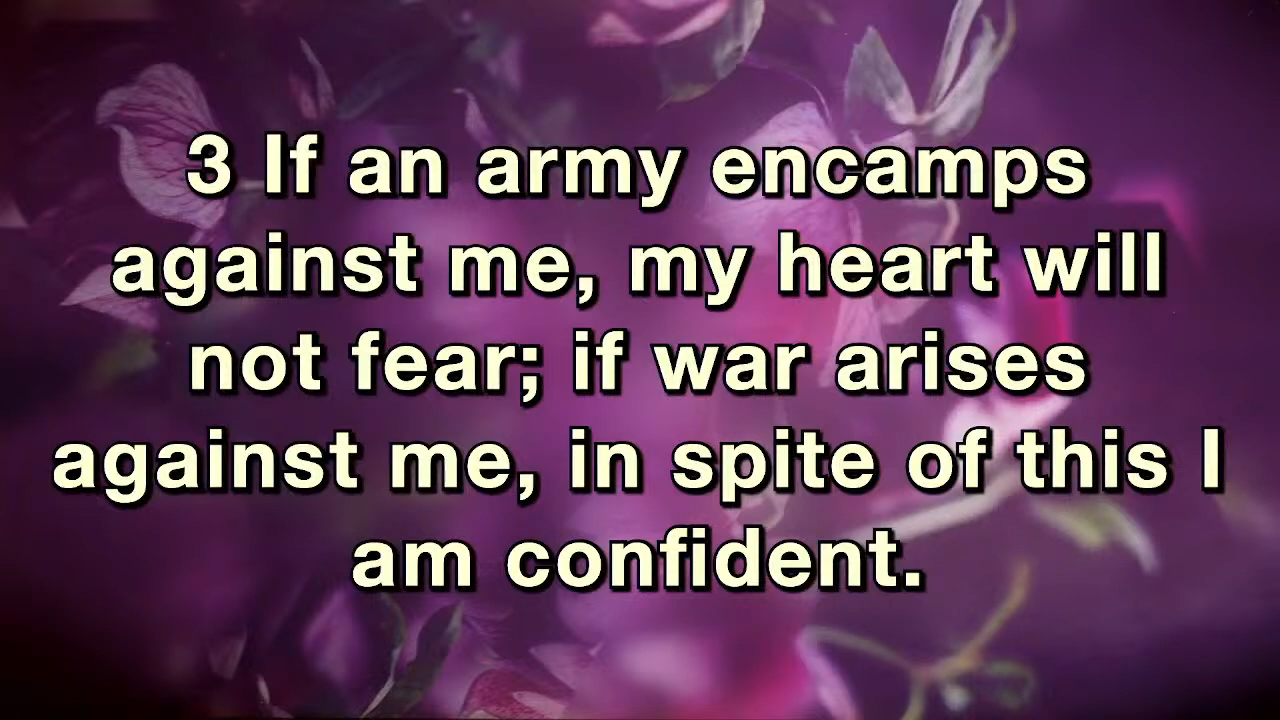 3 If an army encamps
against me, my heart will
not fear; if war arises
against me, in spite of this I
am confident.